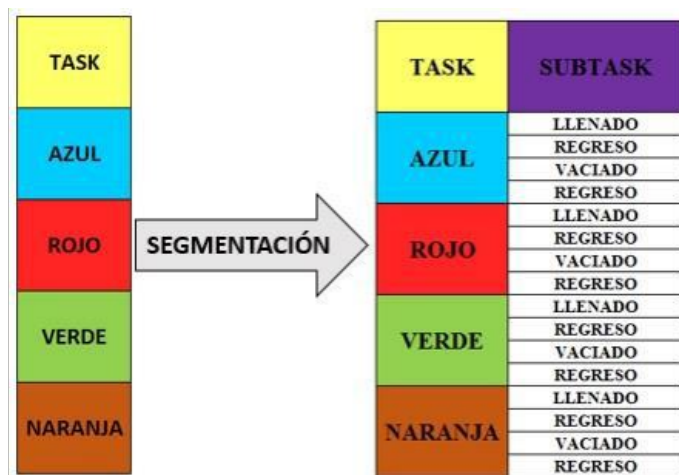 TASK
AZUL
ROJO
VERDE
NARANJA
SEGMENTACIÓN
TASK SUBTASK
AZUL
LLENADO
REGRESO
VACIADO
REGRESO
ROJO
LLENADO
REGRESO
VACIADO
REGRESO
VERDE
LLENADO
REGRESO
VACIADO
REGRESO
NARANJA
LLENADO
REGRESO
VACIADO
REGRESO